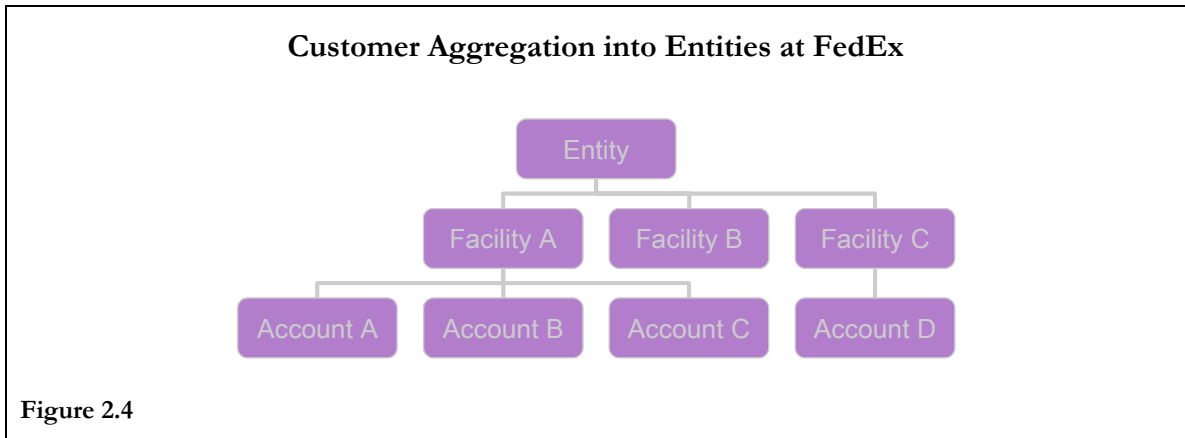 Customer Aggregation into Entities at FedEx
Entity
Facility A
Facility B
Facility C
Account A
Account B
Account C
Account D
Figure 2.4